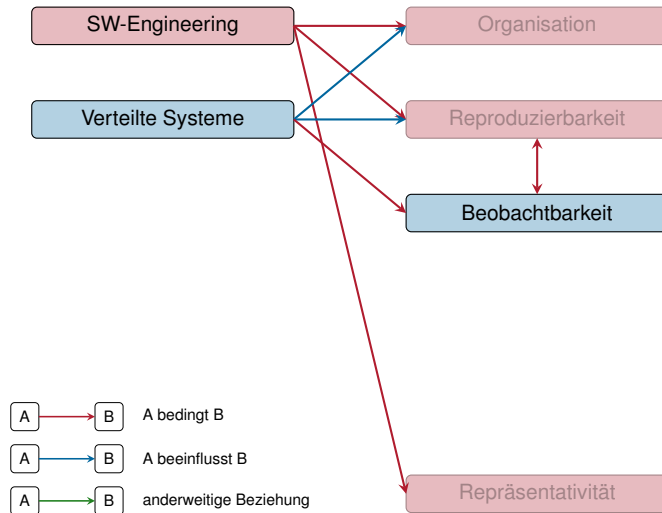 SW-Engineering
Organisation
Verteilte Systeme
Reproduzierbarkeit
Beobachtbarkeit
A B A bedingt B
A B A beeinflusst B
Repräsentativität
A B anderweitige Beziehung